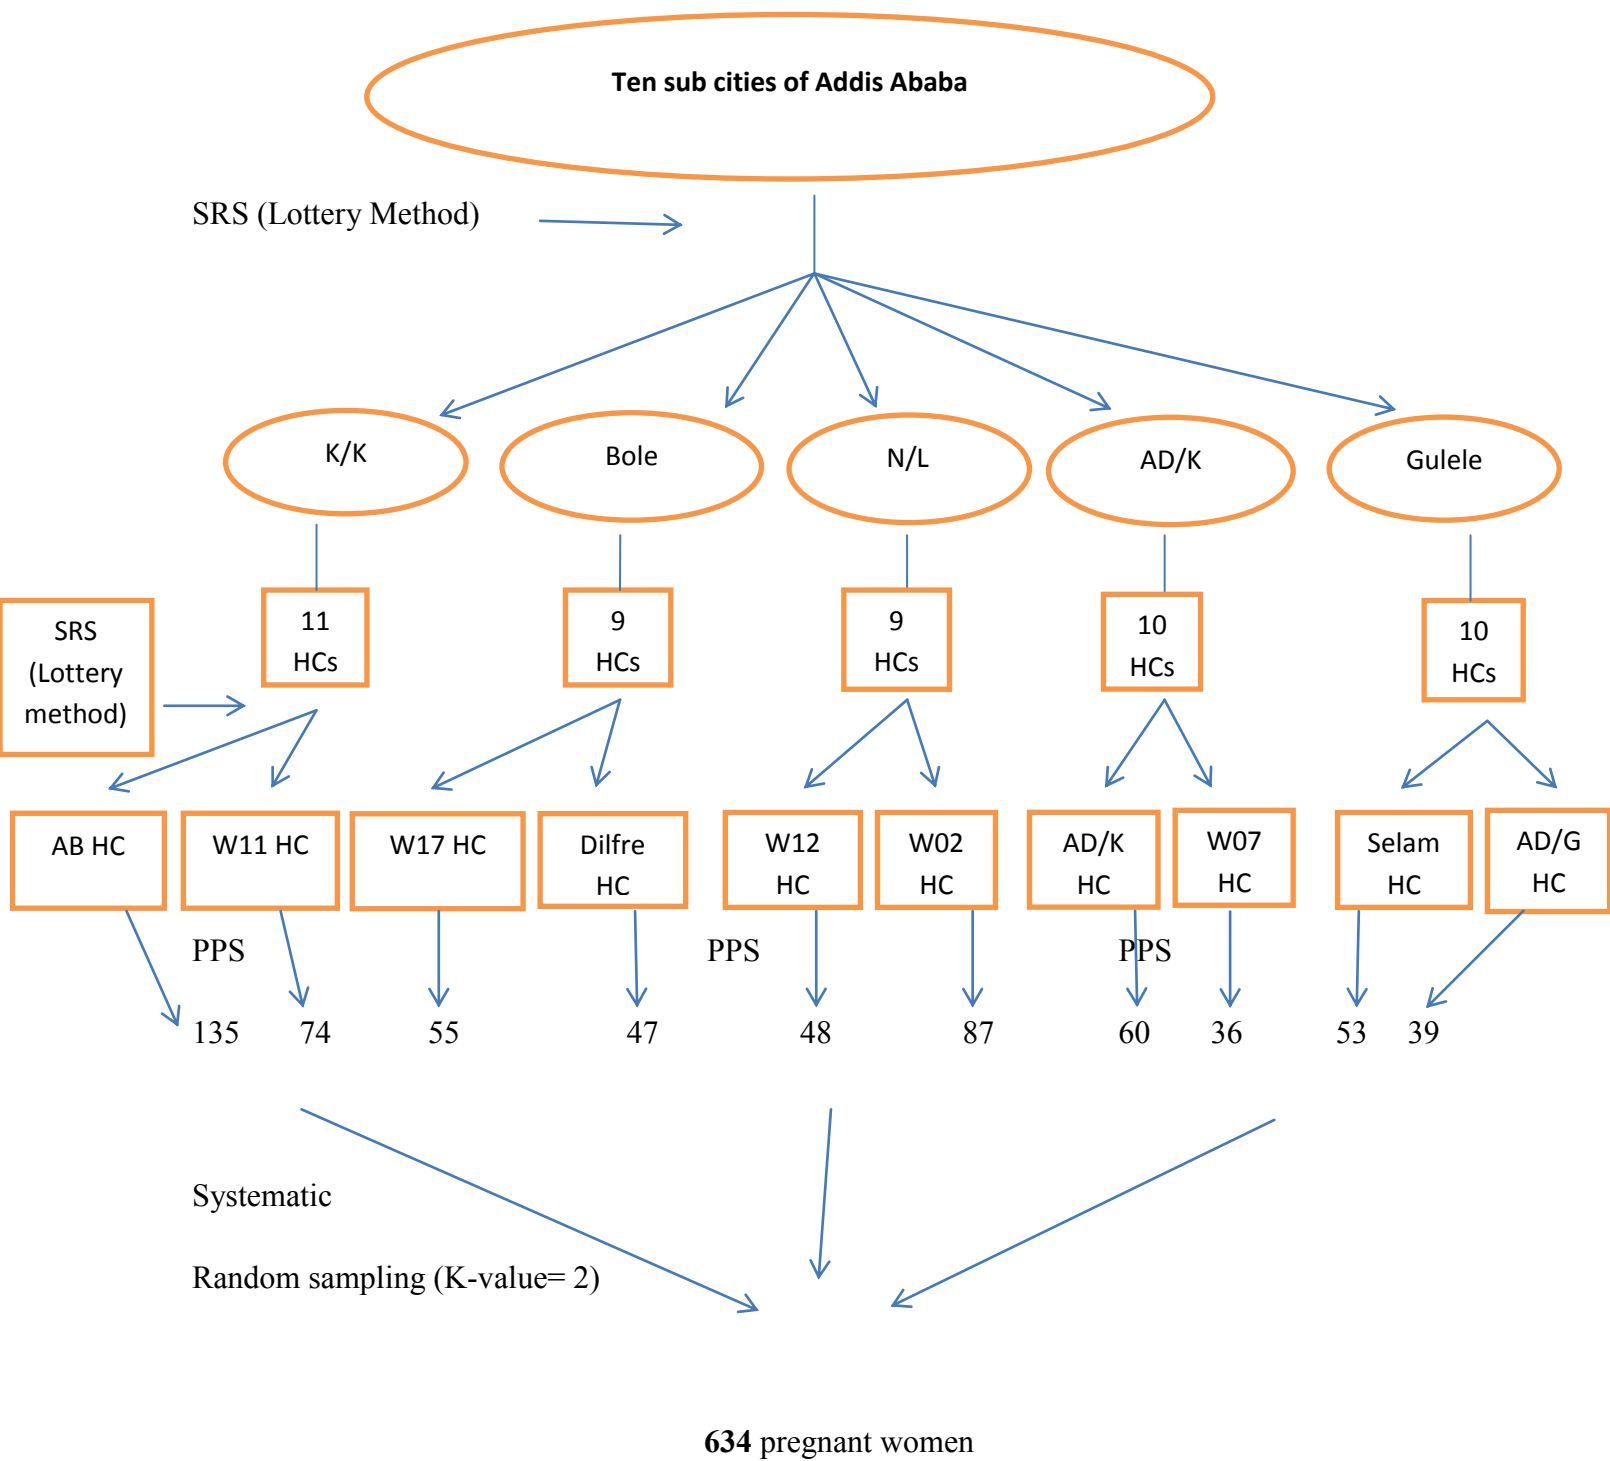 Ten sub cities of Addis Ababa
SRS (Lottery Method)
K/K
Bole
N/L
AD/K
Gulele
SRS
(Lottery
method)
11
HCs
9
HCs
9
HCs
10
HCs
10
HCs
AB HC
W11 HC
W17 HC
Dilfre
HC
W12
HC
W02
HC
AD/K
HC
W07
HC
Selam
HC
AD/G
HC
PPS
PPS
PPS
135
74
55
47
48
87
60
36
53
39
Systematic
Random sampling (K-value= 2)
634 pregnant women